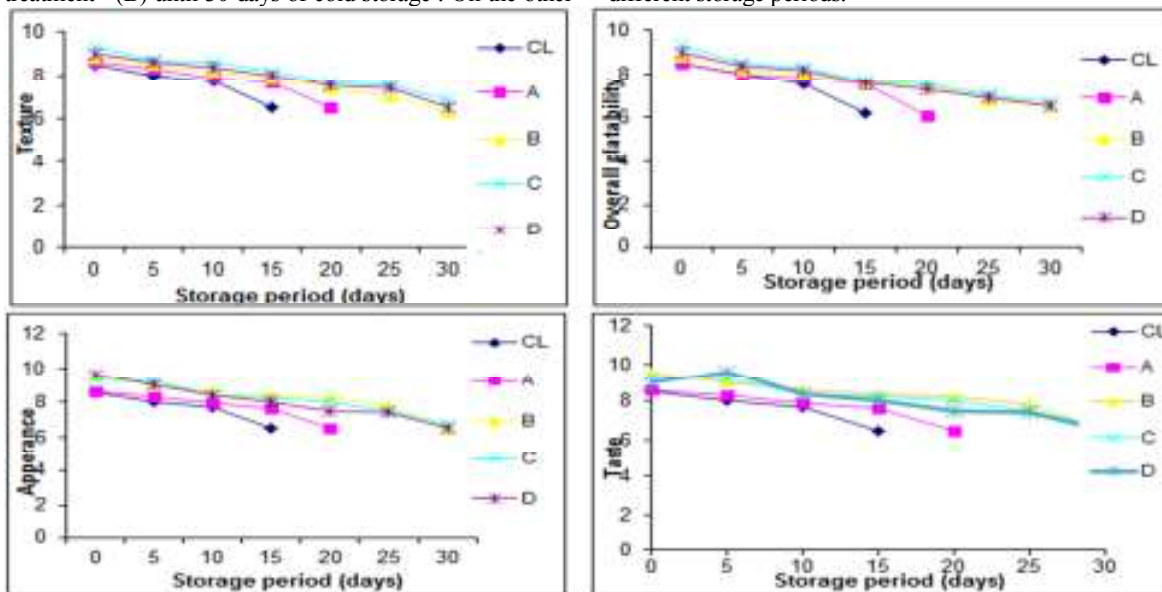 treatment (B) until 30 days of cold storage . On the other different storage periods.
Texture
10
8
6
4
2
0
0 5 10 15 20 25 30
Storage period (days)
CL
A
B
C
D
Overall platability
10
8
6
4
2
0
0 5 10 15 20 25 30
Storage period (days)
CL
A
B
C
D
Apperance
12
10
8
6
4
2
0
0 5 10 15 20 25 30
Storage period (days)
CL
A
B
C
D
Taste
12
10
8
6
4
2
0
0 5 10 15 20 25 30
Storage period (days)
CL
A
B
C
D